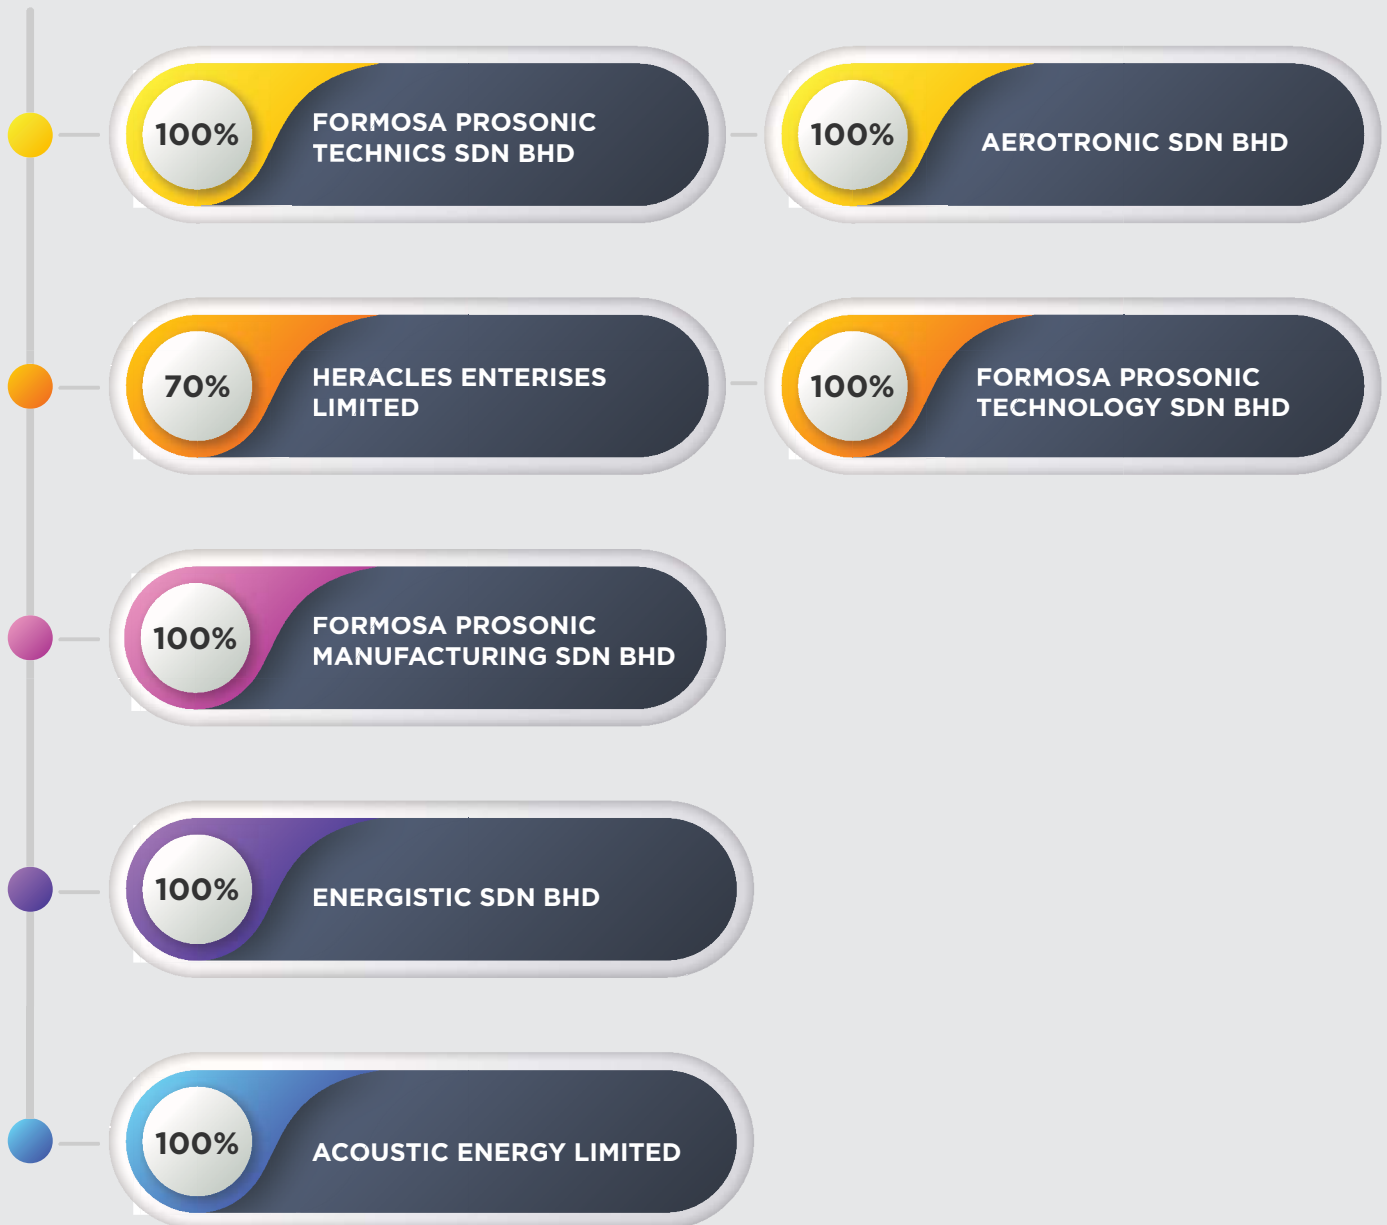 100%
FORMOSA PROSONIC
TECHNICS SDN BHD
100%
AEROTRONIC SDN BHD
70%
HERACLES ENTERISES
LIMITED
100%
FORMOSA PROSONIC
TECHNOLOGY SDN BHD
100%
FORMOSA PROSONIC
MANUFACTURING SDN BHD
100%
ENERGISTIC SDN BHD
100%
ACOUSTIC ENERGY LIMITED